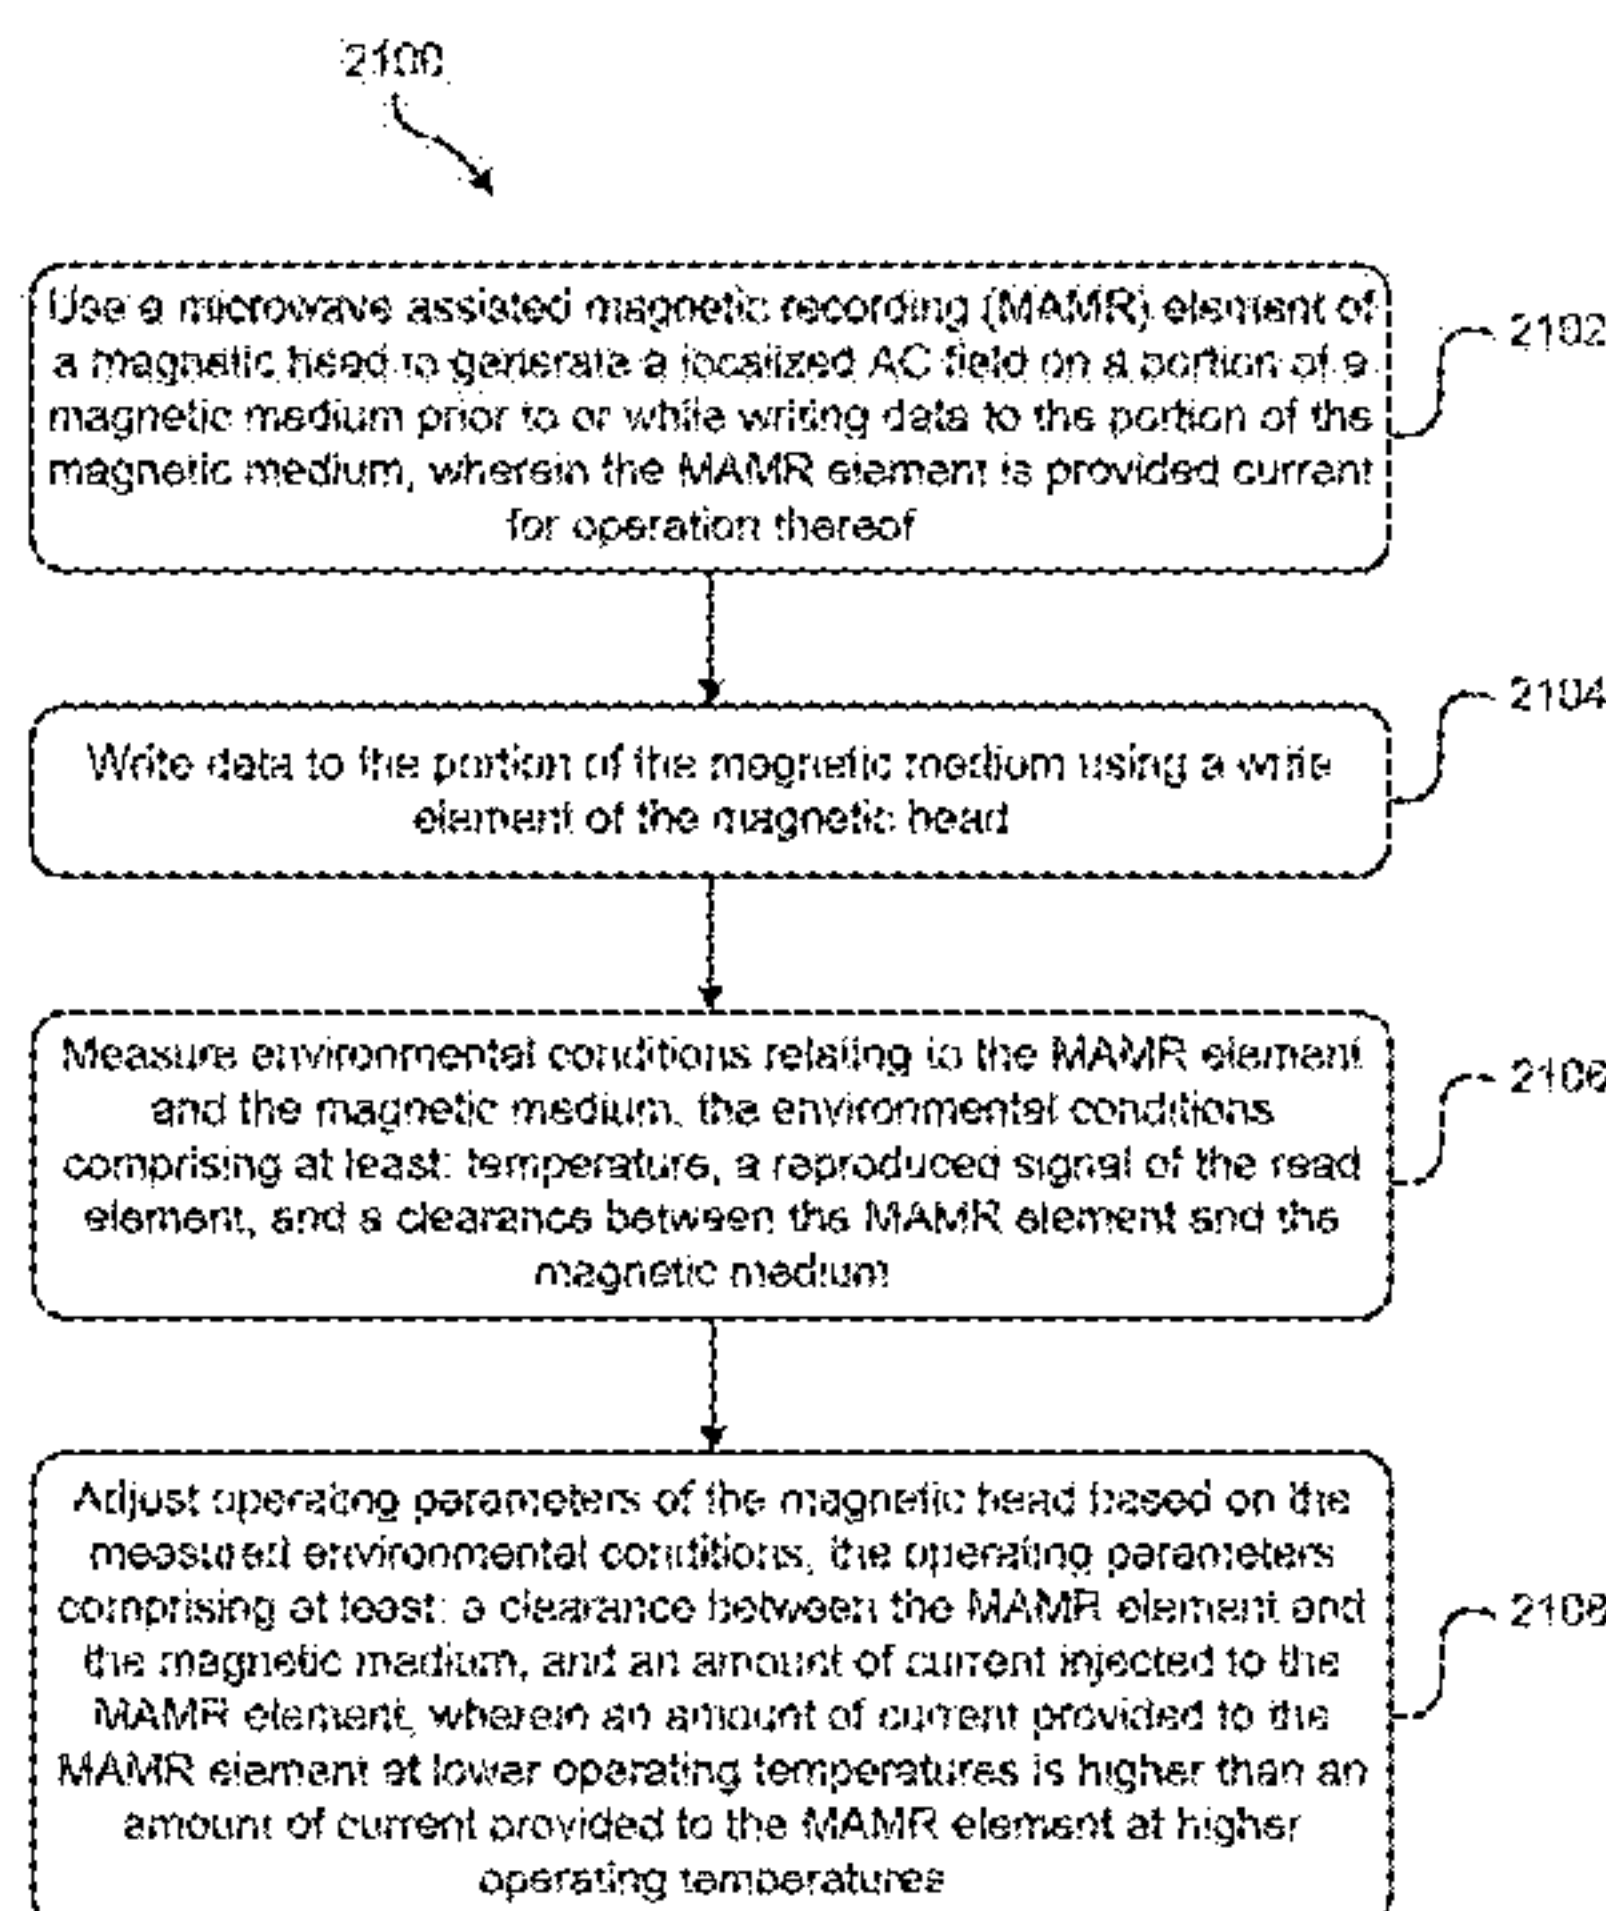 2100
Use a microwave assisted magnetic recording (MAMR) element of
a magnetic head to generate a localized AC field on a portion of a
magnetic medium prior to or while writing data to the portion of the
magnetic medium, wherein the MAMR element is provided current
for operation thereof
2102
Write data to the portion of the magnetic medium using a write
element of the magnetic head
2104
Measure environmental conditions relating to the MAMR element
and the magnetic medium, the environmental conditions
comprising at least: temperature, a reproduced signal of the read
element, and a clearance between the MAMR element and the
magnetic medium
2106
Adjust operating parameters of the magnetic head based on the
measured environmental conditions, the operating parameters
comprising at least: a clearance between the MAMR element and
the magnetic medium, and an amount of current injected to the
MAMR element, wherein an amount of current provided to the
MAMR element at lower operating temperatures is higher than an
amount of current provided to the MAMR element at higher
operating temperatures
2108